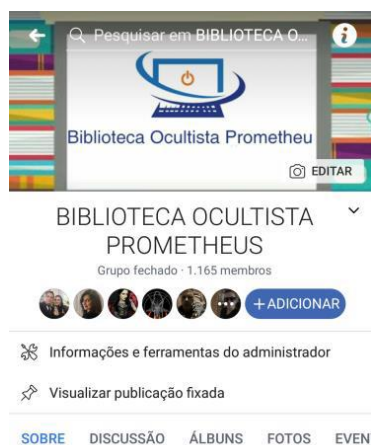 Pesquisar em BIBLIOTECA O...
Biblioteca Ocultista Prometheu
EDITAR
BIBLIOTECA OCULTISTA
PROMETHEUS
Grupo fechado · 1.165 membros
+ ADICIONAR
Informações e ferramentas do administrador
Visualizar publicação fixada
SOBRE DISCUSSÃO ÁLBUNS FOTOS EVEN